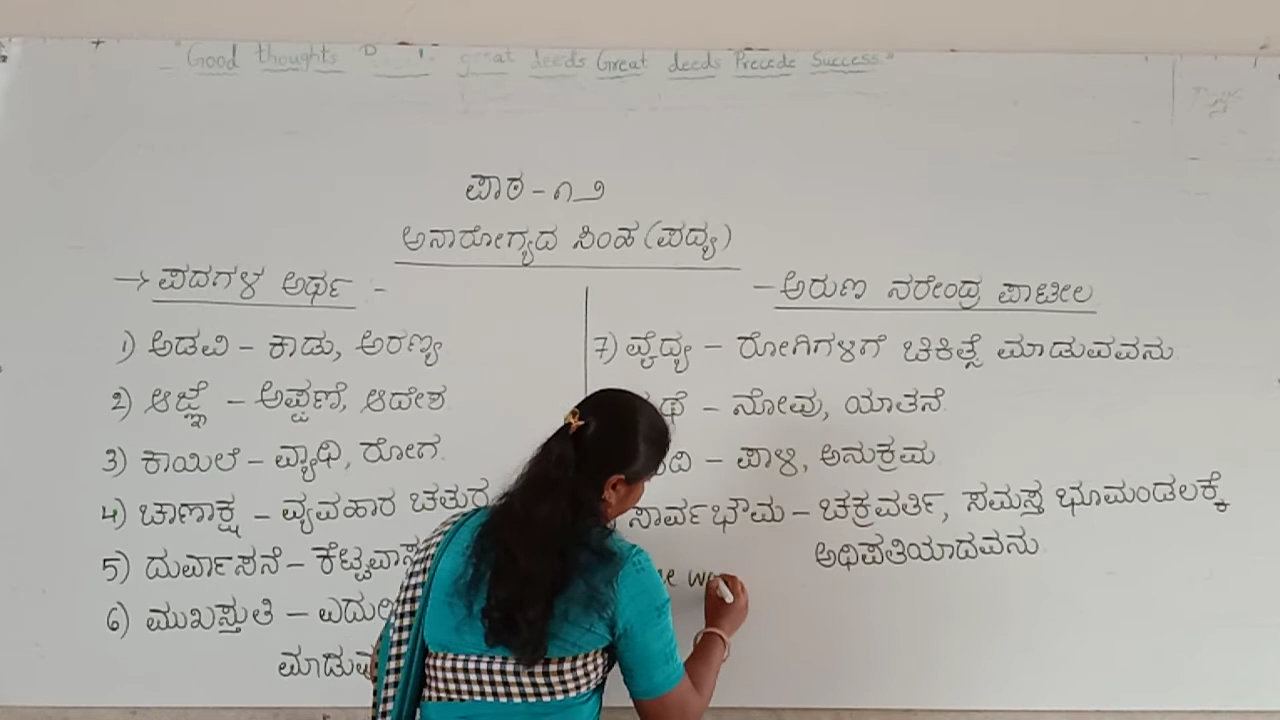 "Good thoughts great deeds Great deeds Precede Success"
ಪಾಠ - ೧೨
ಅನಾರೋಗ್ಯದ ಸಿಂಹ (ಪದ್ಯ)
- ಅರುಣ ನರೇಂದ್ರ ಪಾಟೀಲ
→ ಪದಗಳ ಅರ್ಥ :-
1) ಅಡವಿ - ಕಾಡು, ಅರಣ್ಯ
2) ಆಜ್ಞೆ - ಅಪ್ಪಣೆ, ಆದೇಶ.
3) ಕಾಯಿಲೆ - ವ್ಯಾಧಿ, ರೋಗ.
4) ಚಾಣಾಕ್ಷ - ವ್ಯವಹಾರ ಚತುರ
5) ದುರ್ವಾಸನೆ - ಕೆಟ್ಟವಾಸ
6) ಮುಖಸ್ತುತಿ - ಎದುರಿ
ಮಾಡುವ
7) ವೈದ್ಯ - ರೋಗಿಗಳಿಗೆ ಚಿಕಿತ್ಸೆ ಮಾಡುವವನು.
ಥೆ - ನೋವು, ಯಾತನೆ.
ದಿ - ಪಾಳಿ, ಅನುಕ್ರಮ.
ಸಾರ್ವಭೌಮ - ಚಕ್ರವರ್ತಿ, ಸಮಸ್ತ ಭೂಮಂಡಲಕ್ಕೆ
ಅಧಿಪತಿಯಾದವನು.